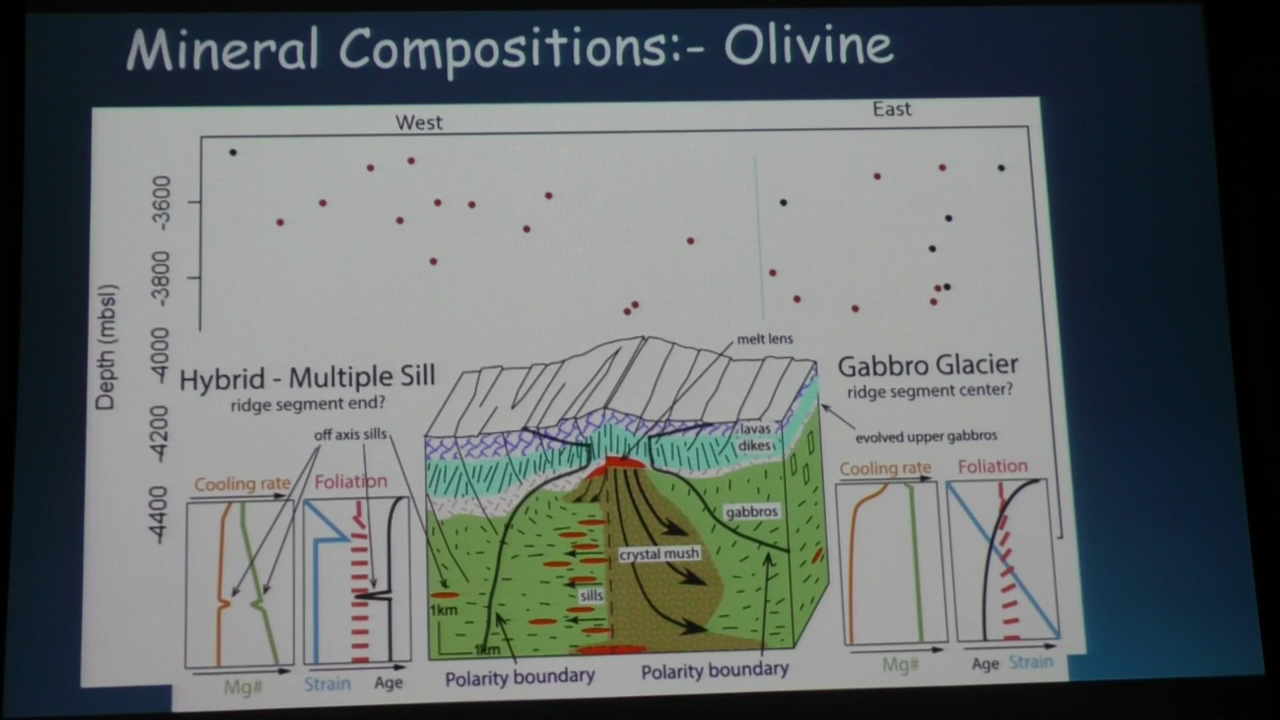 Mineral Compositions:- Olivine
West
East
Depth (mbsl)
-3600
-3800
-4000
-4200
-4400
melt lens
Hybrid - Multiple Sill
ridge segment end?
Gabbro Glacier
ridge segment center?
off axis sills
lavas
dikes
evolved upper gabbros
Cooling rate
Foliation
Cooling rate
Foliation
gabbros
crystal mush
sills
1km
1km
Polarity boundary
Polarity boundary
Mg#
Strain
Age
Mg#
Age
Strain